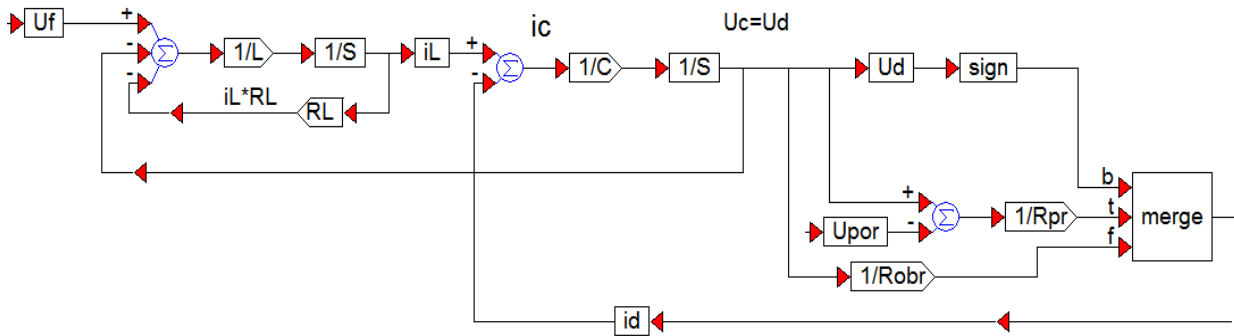 ic
Uc=Ud
Uf
+
-
-
Σ
1/L
1/S
iL
+
-
Σ
1/C
1/S
Ud
sign
iL*RL
RL
b
+
-
Σ
Upor
1/Rpr
t
merge
f
1/Robr
id